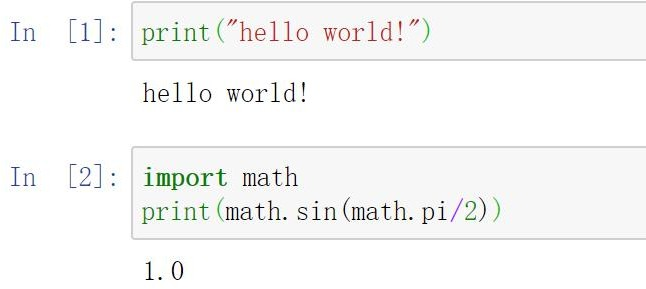 In [1]: print("hello world!")
hello world!
In [2]: import math
print(math.sin(math.pi/2))
1.0